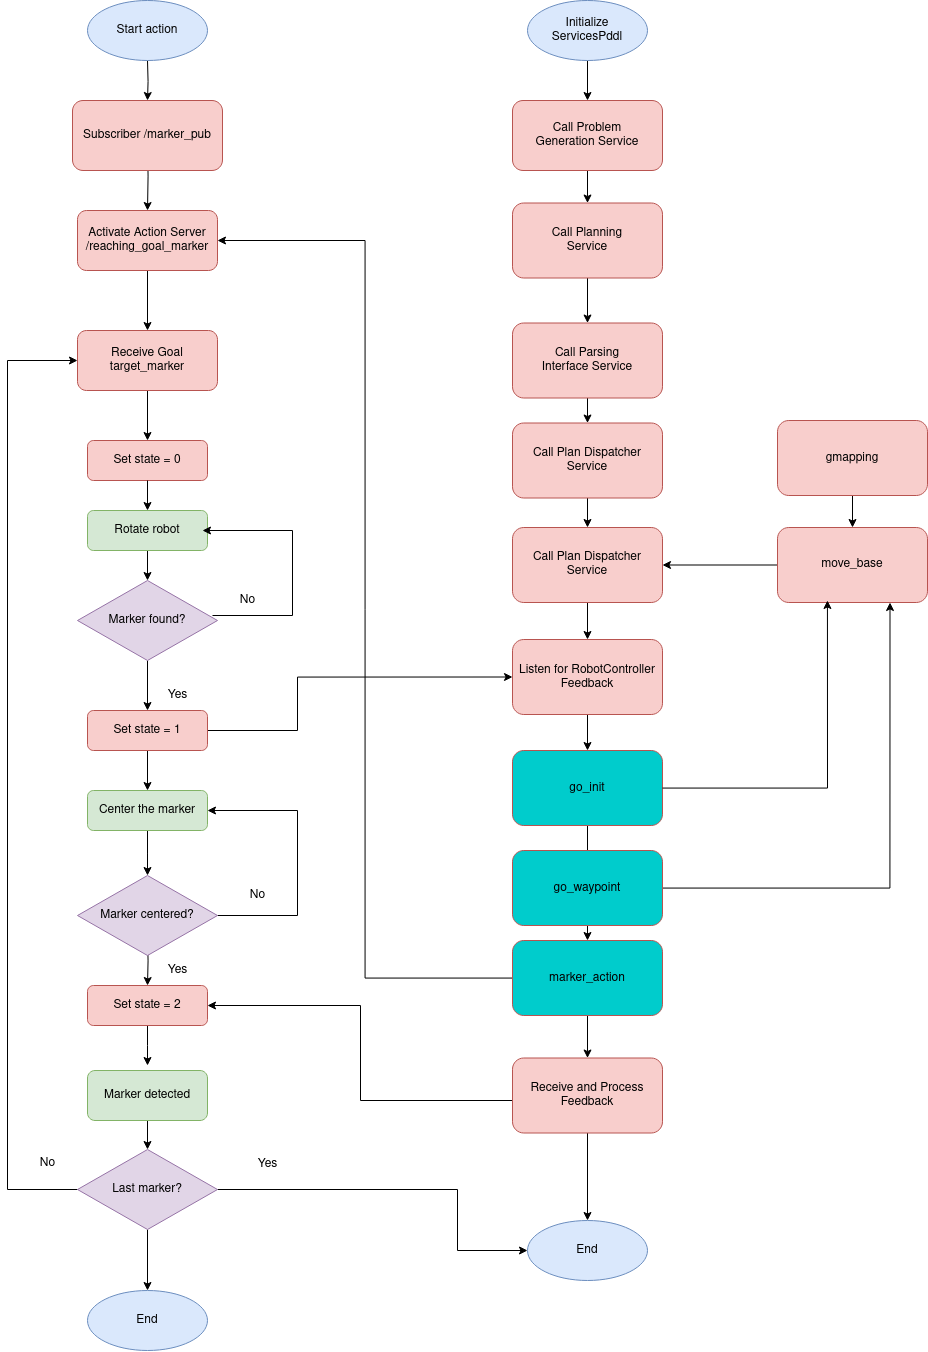 Start action
Subscriber /marker_pub
Activate Action Server
/reaching_goal_marker
Receive Goal
target_marker
Set state = 0
Rotate robot
Marker found?
No
Yes
Set state = 1
Center the marker
Marker centered?
No
Yes
Set state = 2
Marker detected
Last marker?
No
Yes
End
Initialize
ServicesPddl
Call Problem
Generation Service
Call Planning
Service
Call Parsing
Interface Service
Call Plan Dispatcher
Service
Call Plan Dispatcher
Service
Listen for RobotController
Feedback
go_init
go_waypoint
marker_action
Receive and Process
Feedback
End
gmapping
move_base